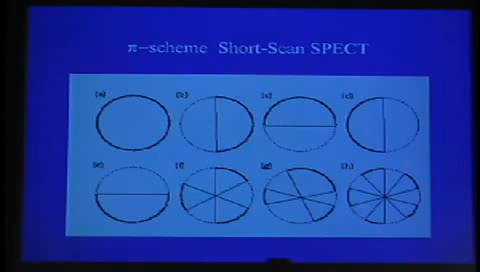 π-scheme Short-Scan SPECT
(a) (b) (c) (d)
(e) (f) (g) (h)